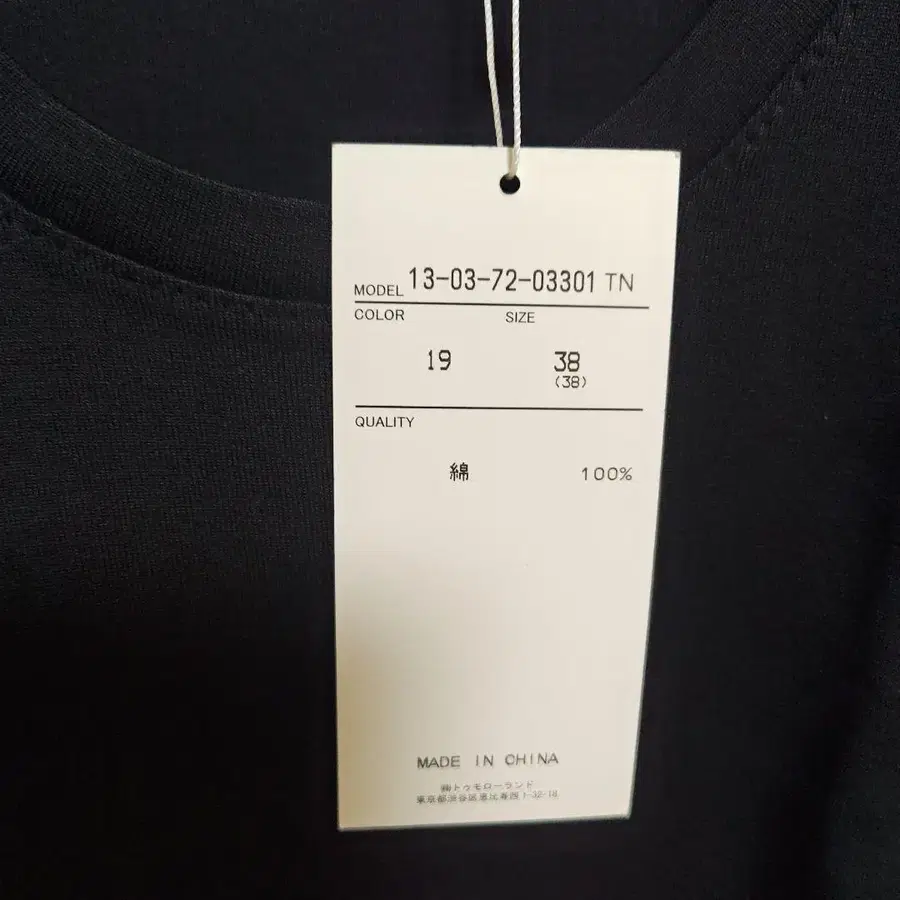 MODEL 13-03-72-03301 TN
COLOR SIZE
19 38
(38)
QUALITY
綿 100%
MADE IN CHINA
㈱トゥモローランド
東京都渋谷区恵比寿西1-32-18